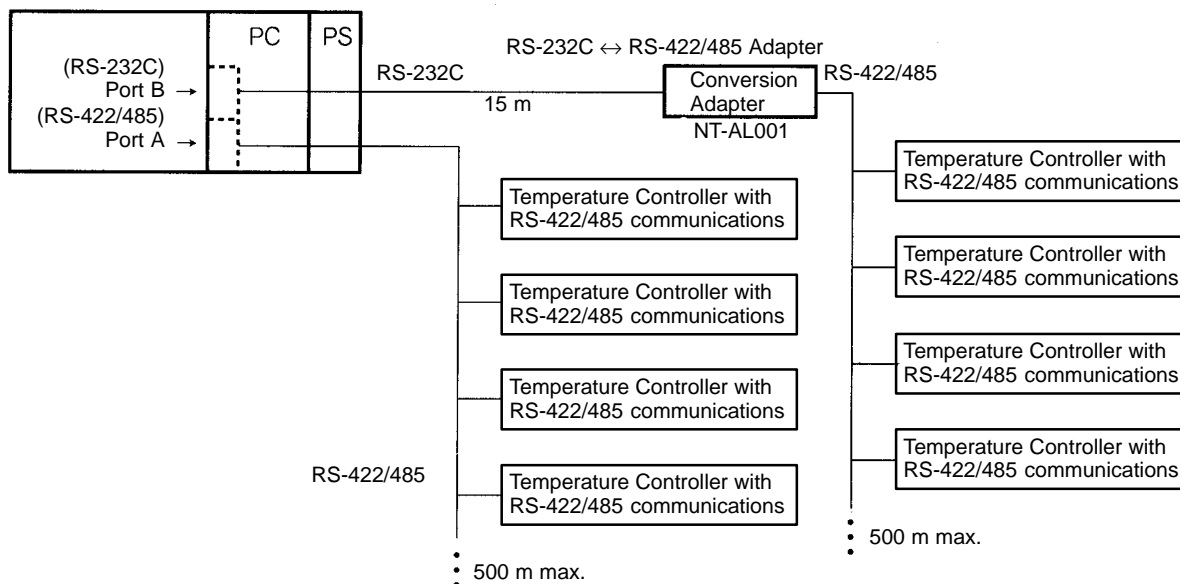 PC
PS
(RS-232C)
Port B →
(RS-422/485)
Port A →
RS-232C
15 m
RS-232C ↔ RS-422/485 Adapter
Conversion
Adapter
NT-AL001
RS-422/485
Temperature Controller with
RS-422/485 communications
Temperature Controller with
RS-422/485 communications
Temperature Controller with
RS-422/485 communications
Temperature Controller with
RS-422/485 communications
RS-422/485
500 m max.
Temperature Controller with
RS-422/485 communications
Temperature Controller with
RS-422/485 communications
Temperature Controller with
RS-422/485 communications
Temperature Controller with
RS-422/485 communications
500 m max.